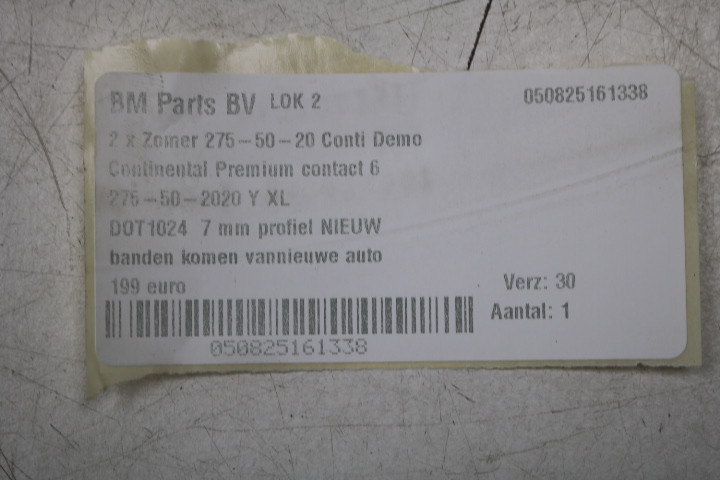 BM Parts BV LOK 2 050825161338
2 x Zomer 275-50-20 Conti Demo
Continental Premium contact 6
275-50-2020 Y XL
DOT1024 7 mm profiel NIEUW
banden komen vannieuwe auto
199 euro Verz: 30
Aantal: 1
050825161338